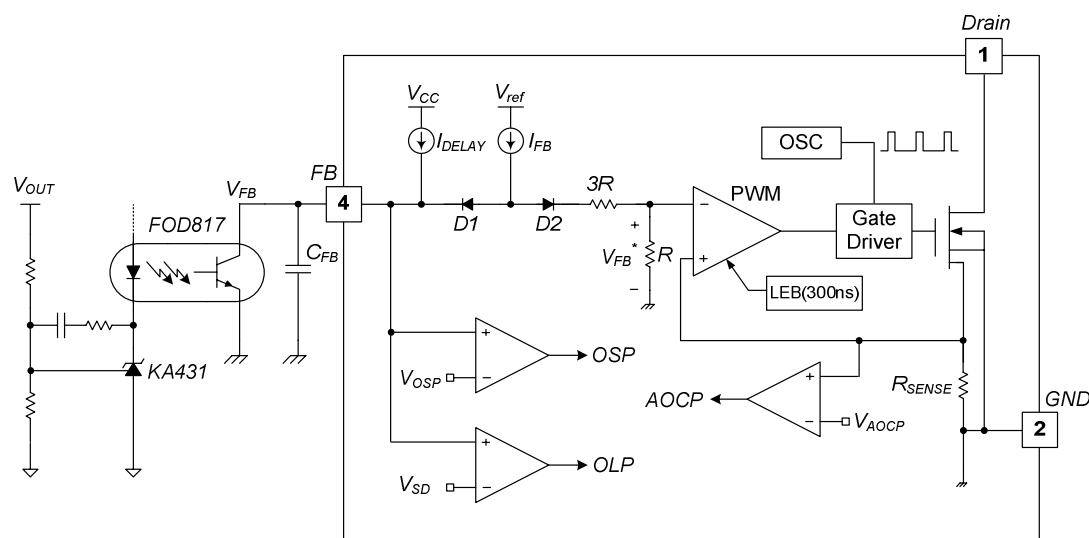 Drain
1
V_CC
V_ref
I_DELAY
I_FB
OSC
3R
PWM
FB
V_OUT
V_FB
4
FOD817
D1
D2
−
Gate
Driver
C_FB
+
V_FB*
R
−
+
LEB(300ns)
+
OSP
KA431
V_OSP
−
AOCP
+
R_SENSE
GND
−
V_AOCP
2
+
OLP
V_SD
−